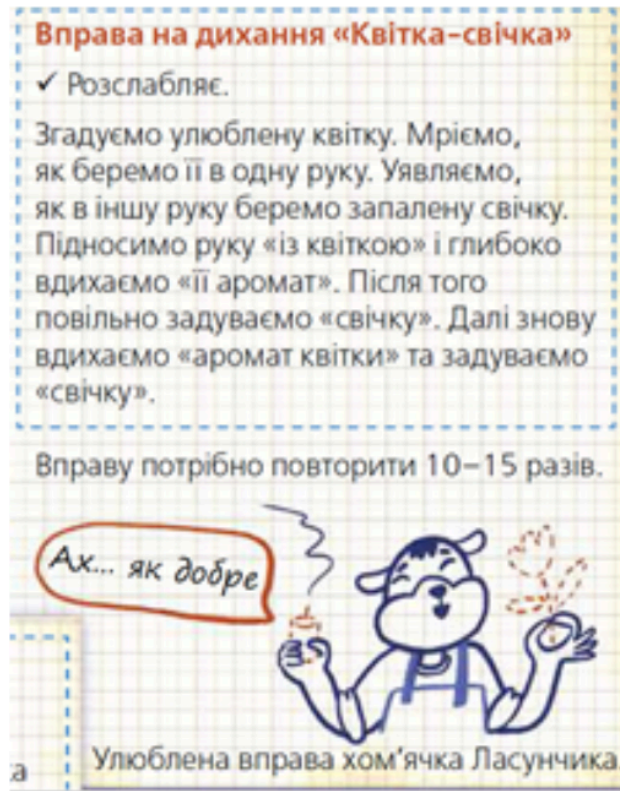 Вправа на дихання «Квітка–свічка»
✓ Розслабляє.
Згадуємо улюблену квітку. Мріємо,
як беремо її в одну руку. Уявляємо,
як в іншу руку беремо запалену свічку.
Підносимо руку «із квіткою» і глибоко
вдихаємо «її аромат». Після того
повільно задуваємо «свічку». Далі знову
вдихаємо «аромат квітки» та задуваємо
«свічку».
Вправу потрібно повторити 10–15 разів.
Ах... як добре
Улюблена вправа хом’ячка Ласунчика.